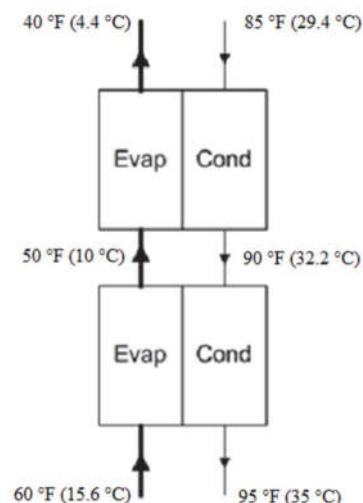 40 °F (4.4 °C) 85 °F (29.4 °C)
Evap Cond
50 °F (10 °C) 90 °F (32.2 °C)
Evap Cond
60 °F (15.6 °C) 95 °F (35 °C)